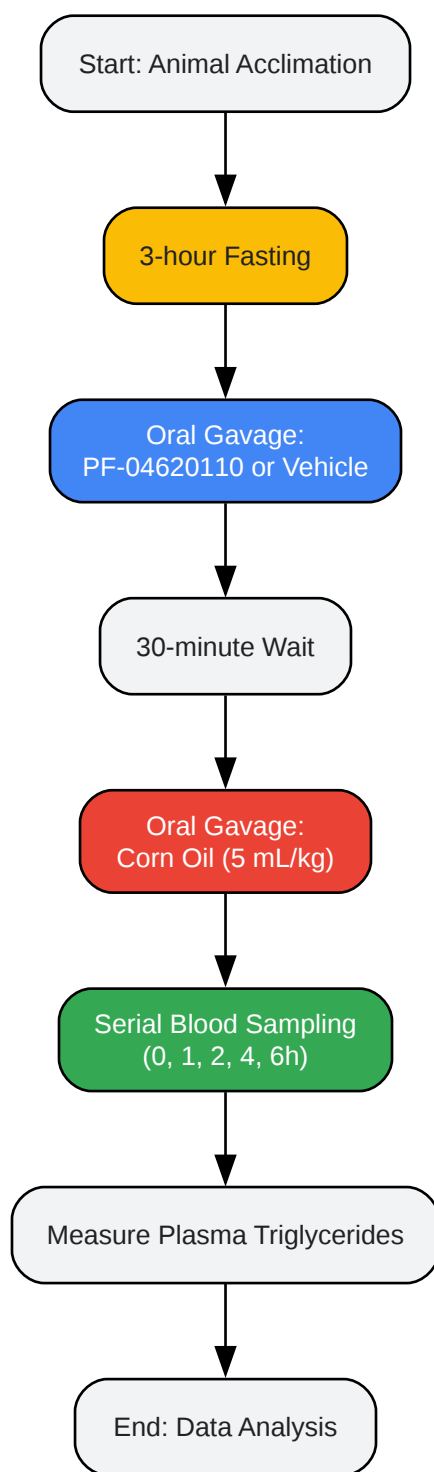 Start: Animal Acclimation
3-hour Fasting
Oral Gavage:
PF-04620110 or Vehicle
30-minute Wait
Oral Gavage:
Corn Oil (5 mL/kg)
Serial Blood Sampling
(0, 1, 2, 4, 6h)
Measure Plasma Triglycerides
End: Data Analysis